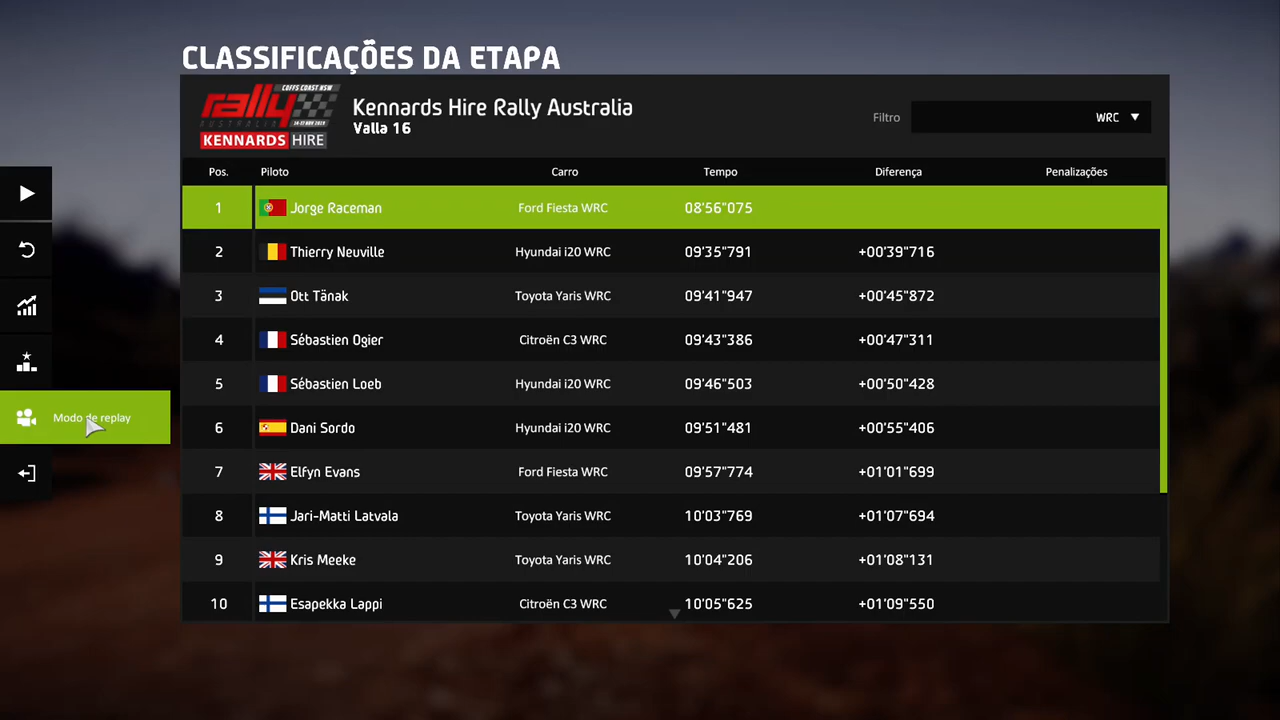 CLASSIFICAÇÕES DA ETAPA
COFFS COAST NSW
rally
AUSTRALIA
KENNARDS HIRE
Kennards Hire Rally Australia
Valla 16
Filtro WRC
Pos. Piloto Carro Tempo Diferença Penalizações
1 Jorge Raceman Ford Fiesta WRC 08'56"075
2 Thierry Neuville Hyundai i20 WRC 09'35"791 +00'39"716
3 Ott Tänak Toyota Yaris WRC 09'41"947 +00'45"872
4 Sébastien Ogier Citroën C3 WRC 09'43"386 +00'47"311
5 Sébastien Loeb Hyundai i20 WRC 09'46"503 +00'50"428
6 Dani Sordo Hyundai i20 WRC 09'51"481 +00'55"406
7 Elfyn Evans Ford Fiesta WRC 09'57"774 +01'01"699
8 Jari-Matti Latvala Toyota Yaris WRC 10'03"769 +01'07"694
9 Kris Meeke Toyota Yaris WRC 10'04"206 +01'08"131
10 Esapekka Lappi Citroën C3 WRC 10'05"625 +01'09"550
Modo de replay